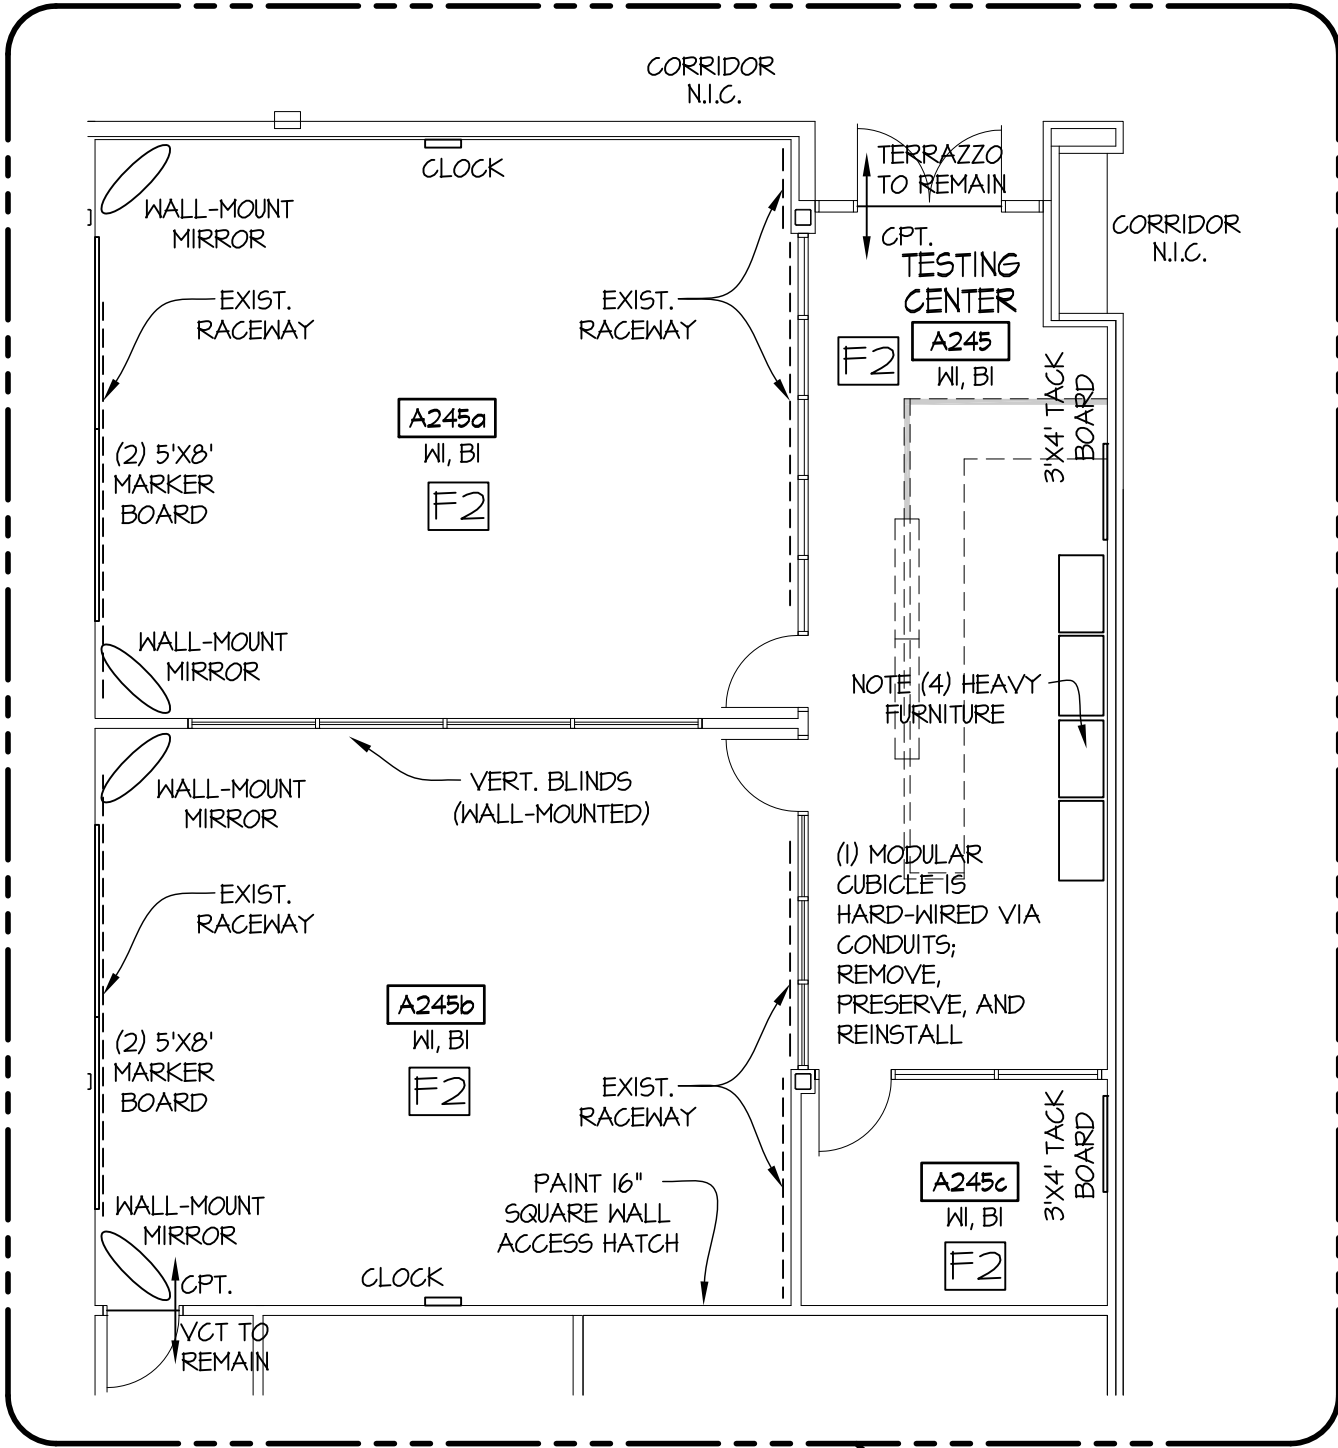 CORRIDOR
N.I.C.
CLOCK
TERRAZZO
TO REMAIN
WALL-MOUNT
MIRROR
CORRIDOR
N.I.C.
CPT.
TESTING
CENTER
EXIST.
RACEWAY
EXIST.
RACEWAY
A245
WI, BI
F2
3'X4' TACK
BOARD
A245a
WI, BI
F2
(2) 5'X8'
MARKER
BOARD
WALL-MOUNT
MIRROR
NOTE (4) HEAVY
FURNITURE
WALL-MOUNT
MIRROR
VERT. BLINDS
(WALL-MOUNTED)
(1) MODULAR
CUBICLE IS
HARD-WIRED VIA
CONDUITS;
REMOVE,
PRESERVE, AND
REINSTALL
EXIST.
RACEWAY
A245b
WI, BI
F2
(2) 5'X8'
MARKER
BOARD
EXIST.
RACEWAY
3'X4' TACK
BOARD
PAINT 16"
SQUARE WALL
ACCESS HATCH
A245c
WI, BI
F2
WALL-MOUNT
MIRROR
CPT.
CLOCK
VCT TO
REMAIN